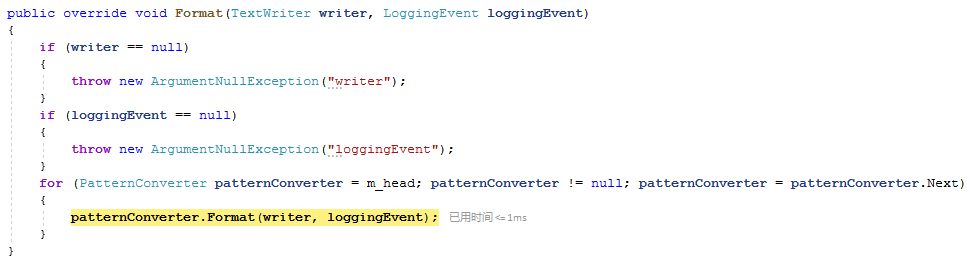 public override void Format(TextWriter writer, LoggingEvent loggingEvent)
{
    if (writer == null)
    {
        throw new ArgumentNullException("writer");
    }
    if (loggingEvent == null)
    {
        throw new ArgumentNullException("loggingEvent");
    }
    for (PatternConverter patternConverter = m_head; patternConverter != null; patternConverter = patternConverter.Next)
    {
        patternConverter.Format(writer, loggingEvent); 已用时间 <= 1ms
    }
}